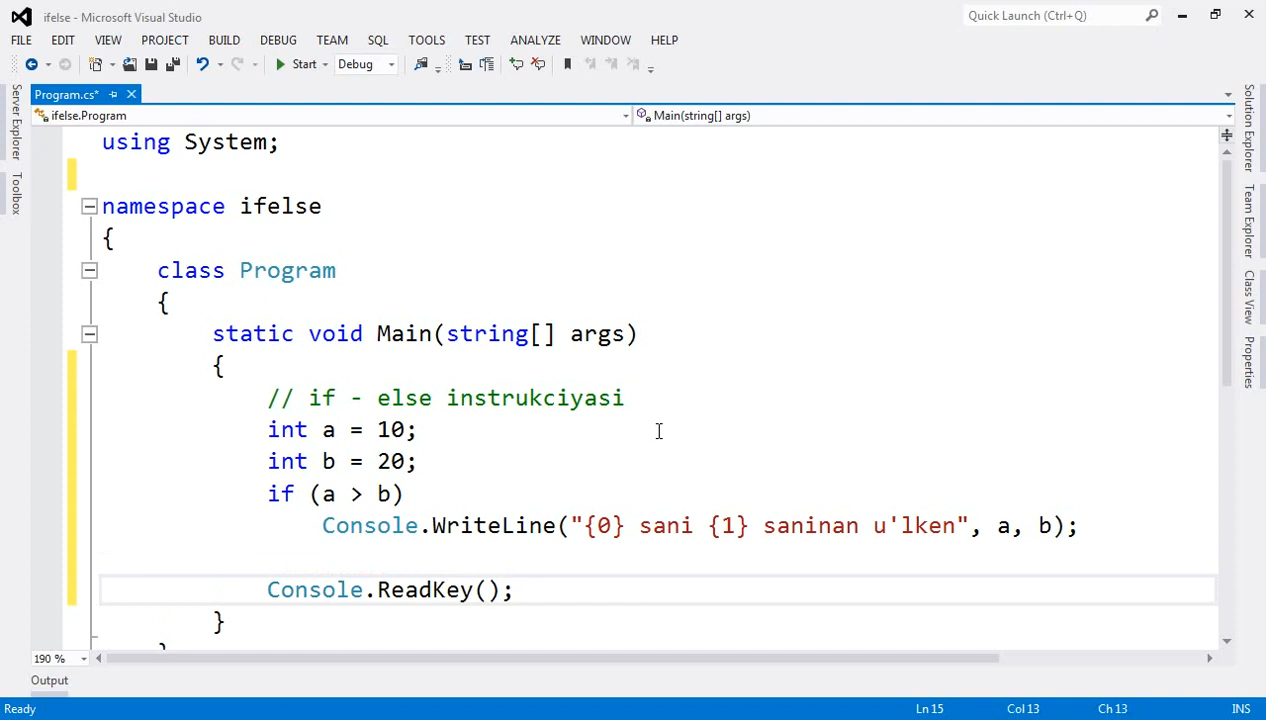 ifelse - Microsoft Visual Studio
Quick Launch (Ctrl+Q)
FILE EDIT VIEW PROJECT BUILD DEBUG TEAM SQL TOOLS TEST ANALYZE WINDOW HELP
Start Debug
Program.cs*
ifelse.Program Main(string[] args)
Server Explorer
Toolbox
using System;
namespace ifelse
{
class Program
{
static void Main(string[] args)
{
// if - else instrukciyasi
int a = 10;
int b = 20;
if (a > b)
Console.WriteLine("{0} sani {1} saninan u'lken", a, b);
Console.ReadKey();
}
Solution Explorer
Team Explorer
Class View
Properties
190 %
Output
Ready Ln 15 Col 13 Ch 13 INS